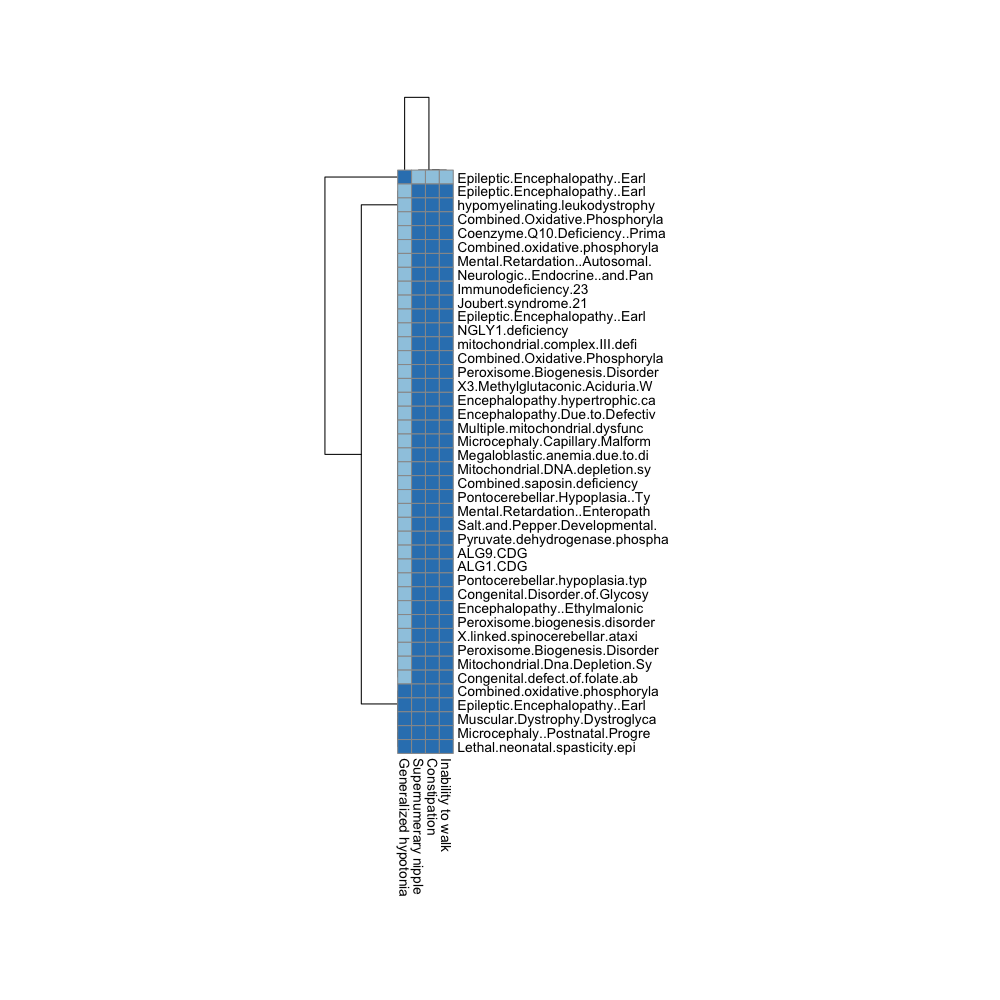 Epileptic.Encephalopathy..Earl
Epileptic.Encephalopathy..Earl
hypomyelinating.leukodystrophy
Combined.Oxidative.Phosphoryla
Coenzyme.Q10.Deficiency..Prima
Combined.oxidative.phosphoryla
Mental.Retardation..Autosomal.
Neurologic..Endocrine..and.Pan
Immunodeficiency.23
Joubert.syndrome.21
Epileptic.Encephalopathy..Earl
NGLY1.deficiency
mitochondrial.complex.III.defi
Combined.Oxidative.Phosphoryla
Peroxisome.Biogenesis.Disorder
X3.Methylglutaconic.Aciduria.W
Encephalopathy.hypertrophic.ca
Encephalopathy.Due.to.Defectiv
Multiple.mitochondrial.dysfunc
Microcephaly.Capillary.Malform
Megaloblastic.anemia.due.to.di
Mitochondrial.DNA.depletion.sy
Combined.saposin.deficiency
Pontocerebellar.Hypoplasia..Ty
Mental.Retardation..Enteropath
Salt.and.Pepper.Developmental.
Pyruvate.dehydrogenase.phospha
ALG9.CDG
ALG1.CDG
Pontocerebellar.hypoplasia.typ
Congenital.Disorder.of.Glycosy
Encephalopathy..Ethylmalonic
Peroxisome.biogenesis.disorder
X.linked.spinocerebellar.ataxi
Peroxisome.Biogenesis.Disorder
Mitochondrial.Dna.Depletion.Sy
Congenital.defect.of.folate.ab
Combined.oxidative.phosphoryla
Epileptic.Encephalopathy..Earl
Muscular.Dystrophy.Dystroglyca
Microcephaly..Postnatal.Progre
Lethal.neonatal.spasticity.epi
Generalized hypotonia
Supernumerary nipple
Constipation
Inability to walk